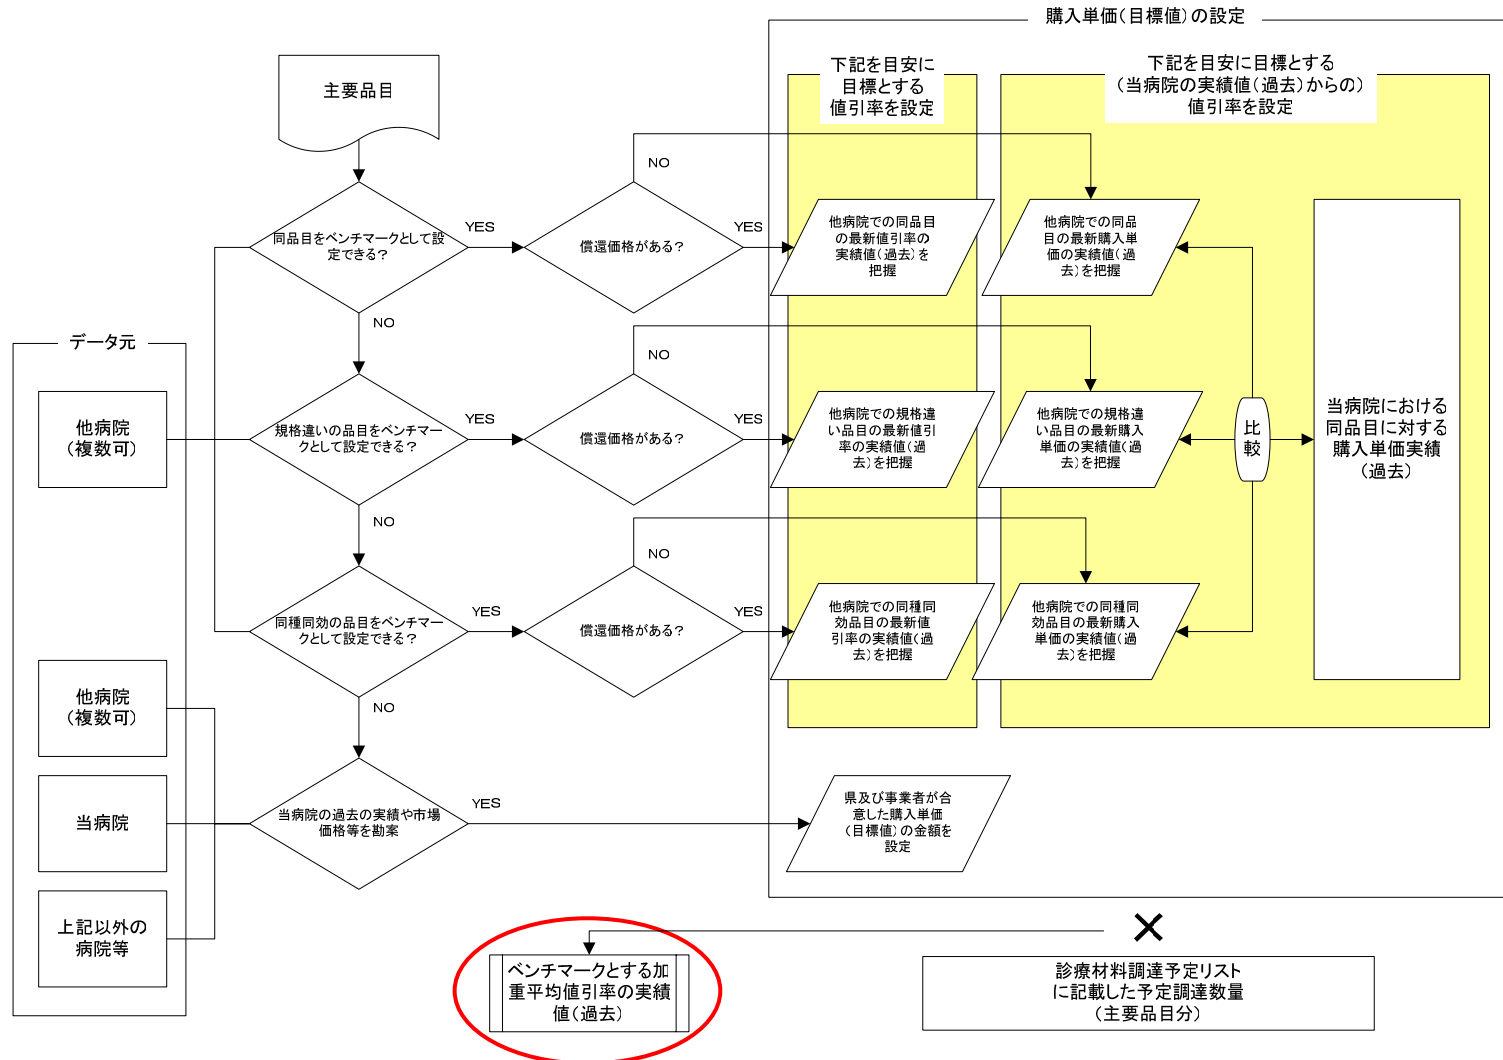 購入単価(目標値)の設定
下記を目安に
目標とする
値引率を設定
下記を目安に目標とする
(当病院の実績値(過去)からの)
値引率を設定
主要品目
NO
同品目をベンチマークとして設
定できる?
YES
償還価格がある?
YES
他病院での同品目
の最新値引率の
実績値(過去)を
把握
他病院での同品
目の最新購入単
価の実績値(過
去)を把握
NO
データ元
NO
他病院
(複数可)
規格違いの品目をベンチマー
クとして設定できる?
YES
償還価格がある?
YES
他病院での規格違
い品目の最新値引
率の実績値(過
去)を把握
他病院での規格違
い品目の最新購入
単価の実績値(過
去)を把握
比
較
当病院における
同品目に対する
購入単価実績
(過去)
NO
NO
同種同効の品目をベンチマー
クとして設定できる?
YES
償還価格がある?
YES
他病院での同種同
効品目の最新値
引率の実績値(過
去)を把握
他病院での同種同
効品目の最新購入
単価の実績値(過
去)を把握
他病院
(複数可)
NO
当病院
当病院の過去の実績や市場
価格等を勘案
YES
県及び事業者が合
意した購入単価
(目標値)の金額を
設定
上記以外の
病院等
×
ベンチマークとする加
重平均値引率の実績
値(過去)
診療材料調達予定リスト
に記載した予定調達数量
(主要品目分)